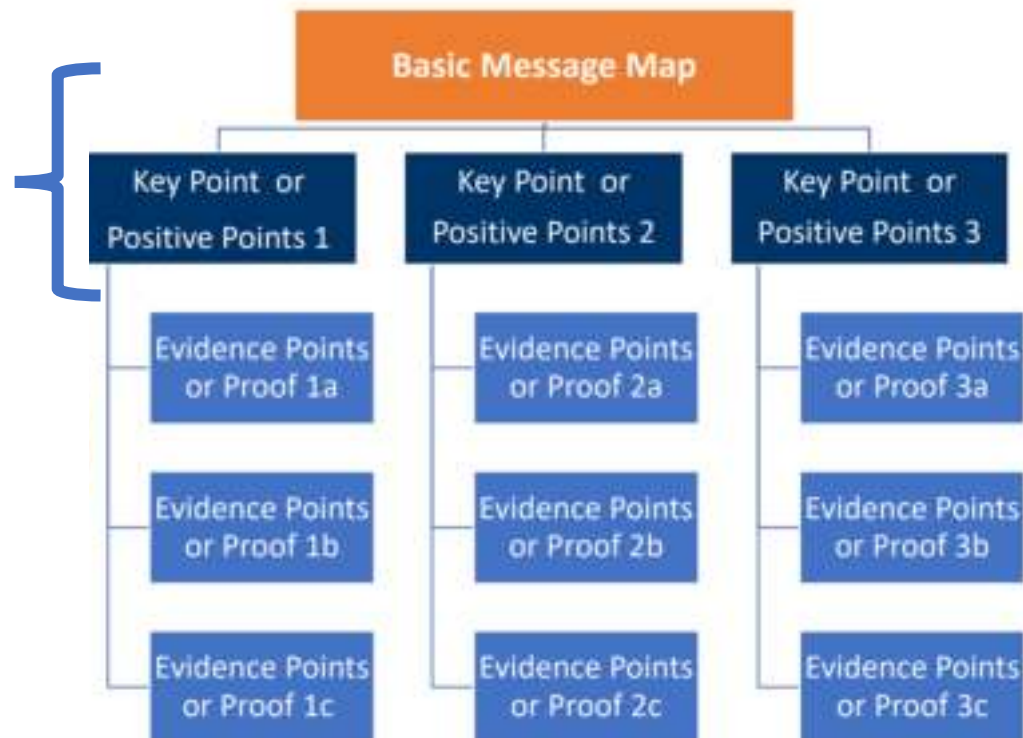 Basic Message Map
Key Point or
Positive Points 1
Key Point or
Positive Points 2
Key Point or
Positive Points 3
Evidence Points
or Proof 1a
Evidence Points
or Proof 2a
Evidence Points
or Proof 3a
Evidence Points
or Proof 1b
Evidence Points
or Proof 2b
Evidence Points
or Proof 3b
Evidence Points
or Proof 1c
Evidence Points
or Proof 2c
Evidence Points
or Proof 3c